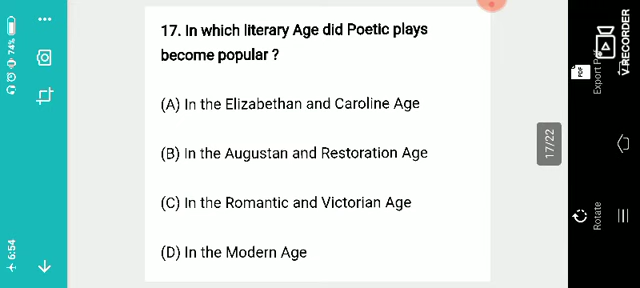 17. In which literary Age did Poetic plays
become popular ?
(A) In the Elizabethan and Caroline Age
(B) In the Augustan and Restoration Age
(C) In the Romantic and Victorian Age
(D) In the Modern Age
17/22
74%
6:54
PDF
Export Pdf
Rotate
V.RECORDER